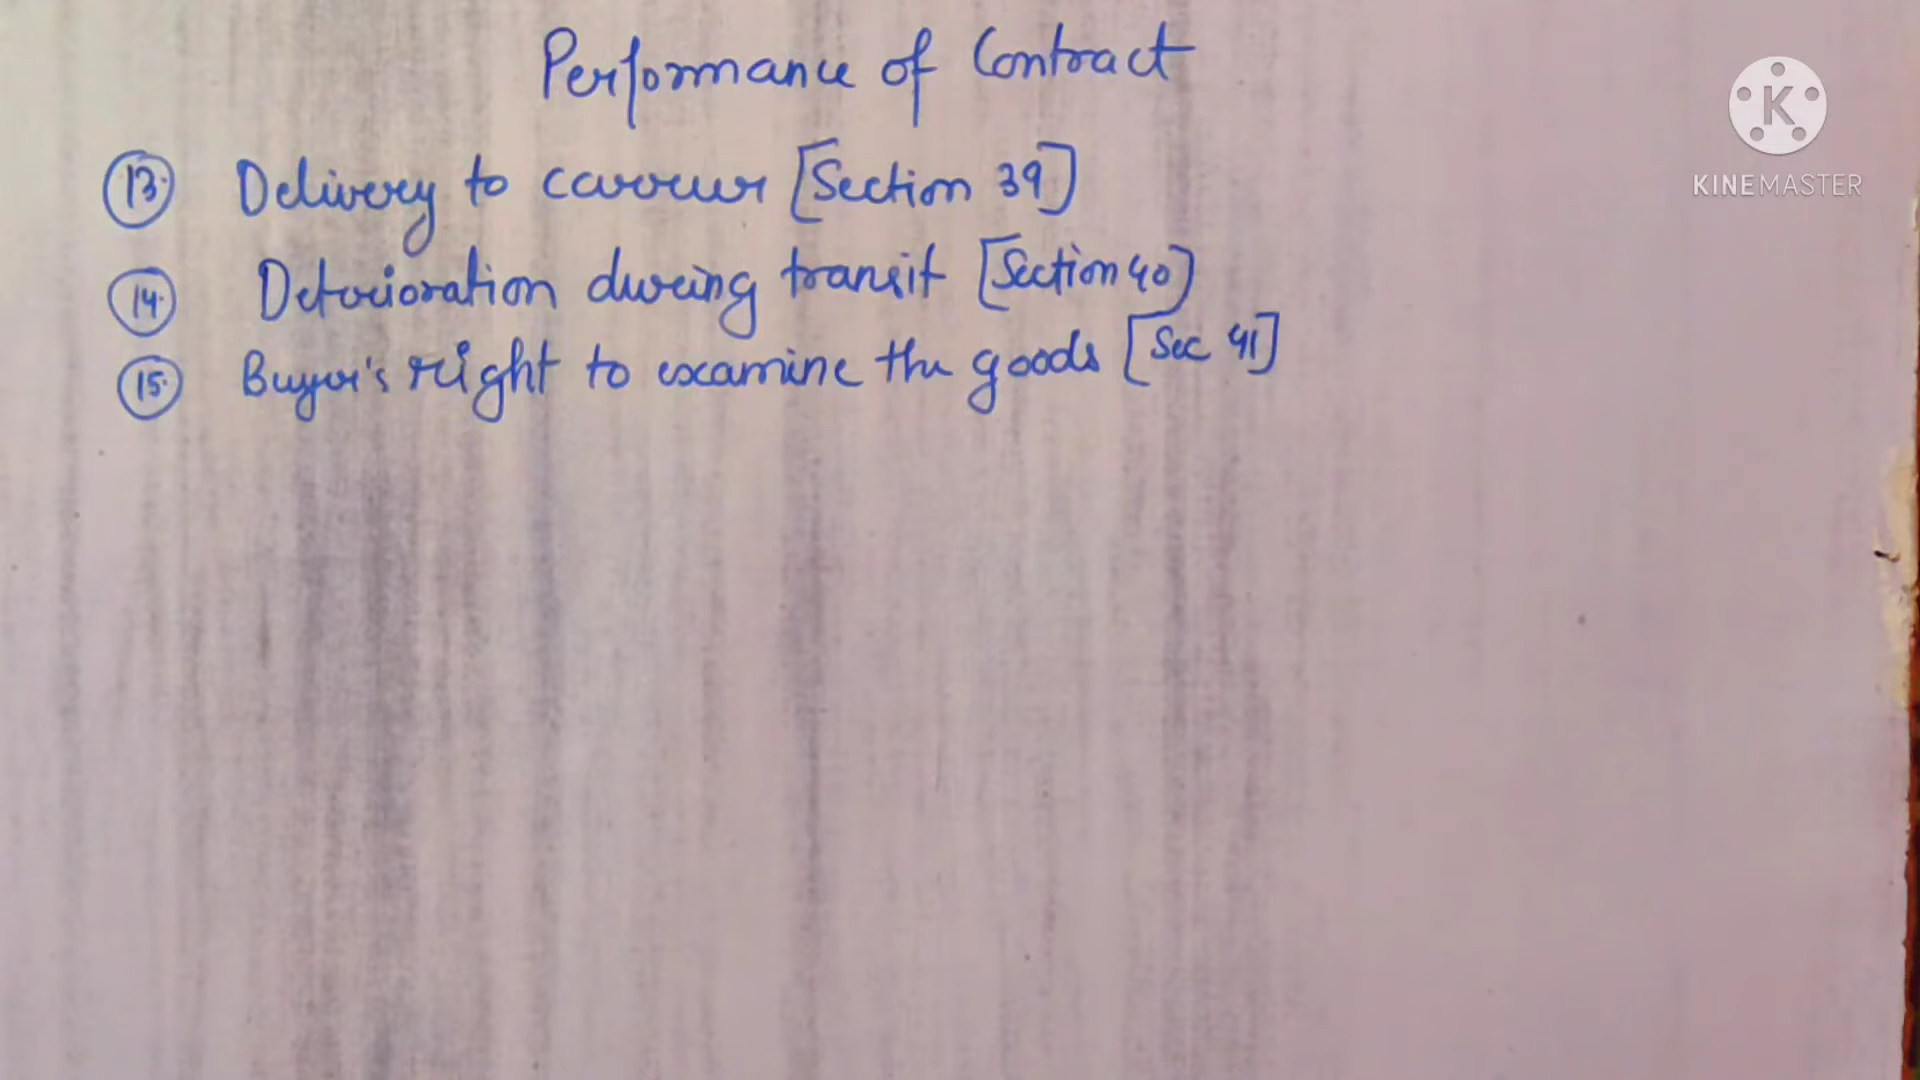 Performance of Contract
K
KINEMASTER
13. Delivery to carrier [Section 39]
14. Deterioration during transit [Section 40]
15. Buyer's right to examine the goods [Sec 41]